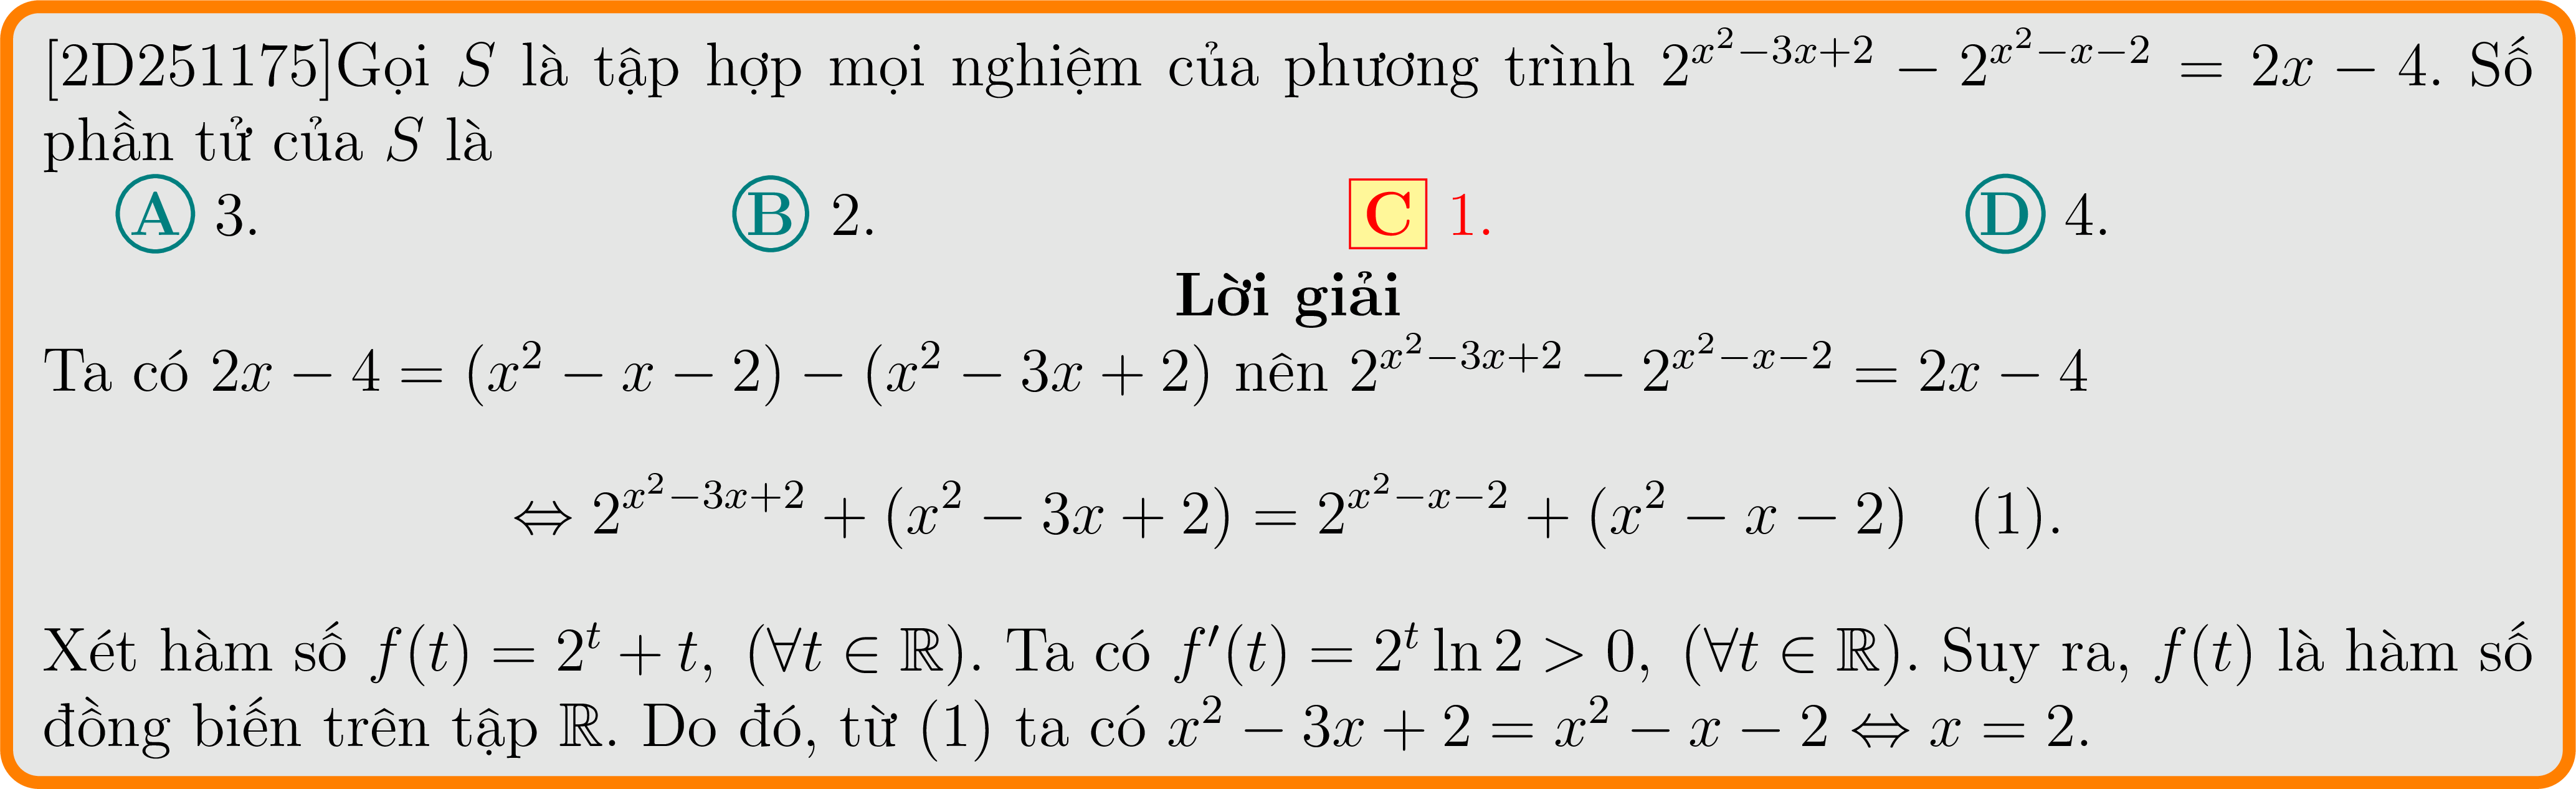 [2D251175]Gọi $S$ là tập hợp mọi nghiệm của phương trình $2^{x^2-3x+2} - 2^{x^2-x-2} = 2x - 4$. Số
phần tử của $S$ là
A 3. B 2. C 1. D 4.
Lời giải
Ta có $2x - 4 = (x^2 - x - 2) - (x^2 - 3x + 2)$ nên $2^{x^2-3x+2} - 2^{x^2-x-2} = 2x - 4$
$\Leftrightarrow 2^{x^2-3x+2} + (x^2 - 3x + 2) = 2^{x^2-x-2} + (x^2 - x - 2) \quad (1).$
Xét hàm số $f(t) = 2^t + t, \ (\forall t \in \mathbb{R})$. Ta có $f'(t) = 2^t \ln 2 > 0, \ (\forall t \in \mathbb{R})$. Suy ra, $f(t)$ là hàm số
đồng biến trên tập $\mathbb{R}$. Do đó, từ (1) ta có $x^2 - 3x + 2 = x^2 - x - 2 \Leftrightarrow x = 2.$